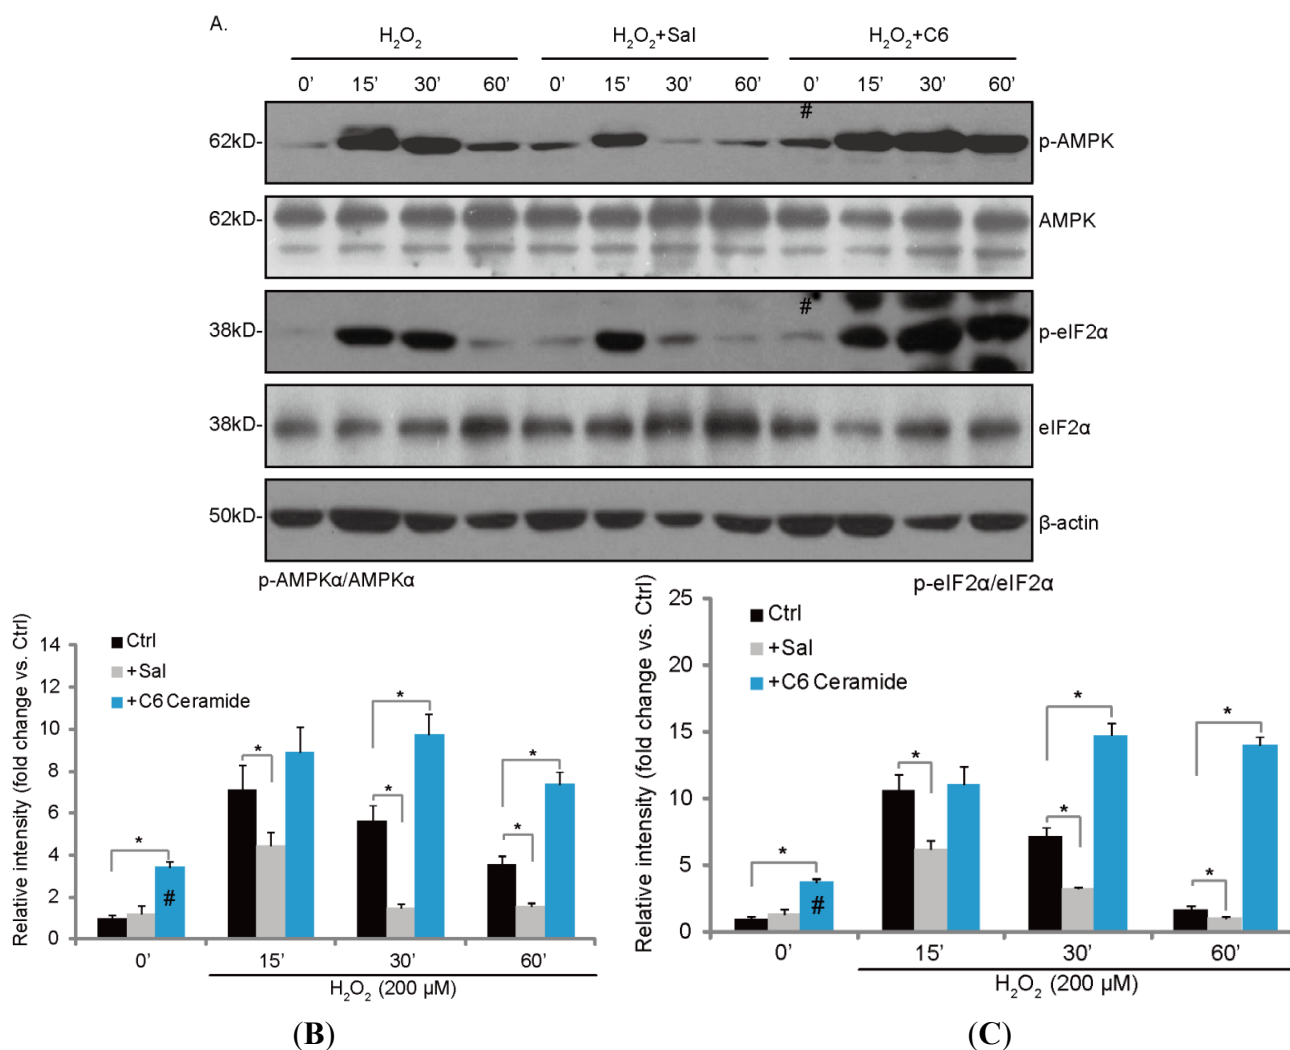 A.
H₂O₂ H₂O₂+Sal H₂O₂+C6
0’ 15’ 30’ 60’ 0’ 15’ 30’ 60’ 0’ 15’ 30’ 60’
#
62kD- p-AMPK
62kD- AMPK
#
38kD- p-eIF2α
38kD- eIF2α
50kD- β-actin
p-AMPKα/AMPKα
Relative intensity (fold change vs. Ctrl)
14
12
10
8
6
4
2
0
Ctrl
+Sal
+C6 Ceramide
* * * * * *
#
0’ 15’ 30’ 60’
H₂O₂ (200 μM)
(B)
p-eIF2α/eIF2α
Relative intensity (fold change vs. Ctrl)
25
20
15
10
5
0
Ctrl
+Sal
+C6 Ceramide
* * * * * *
#
0’ 15’ 30’ 60’
H₂O₂ (200 μM)
(C)